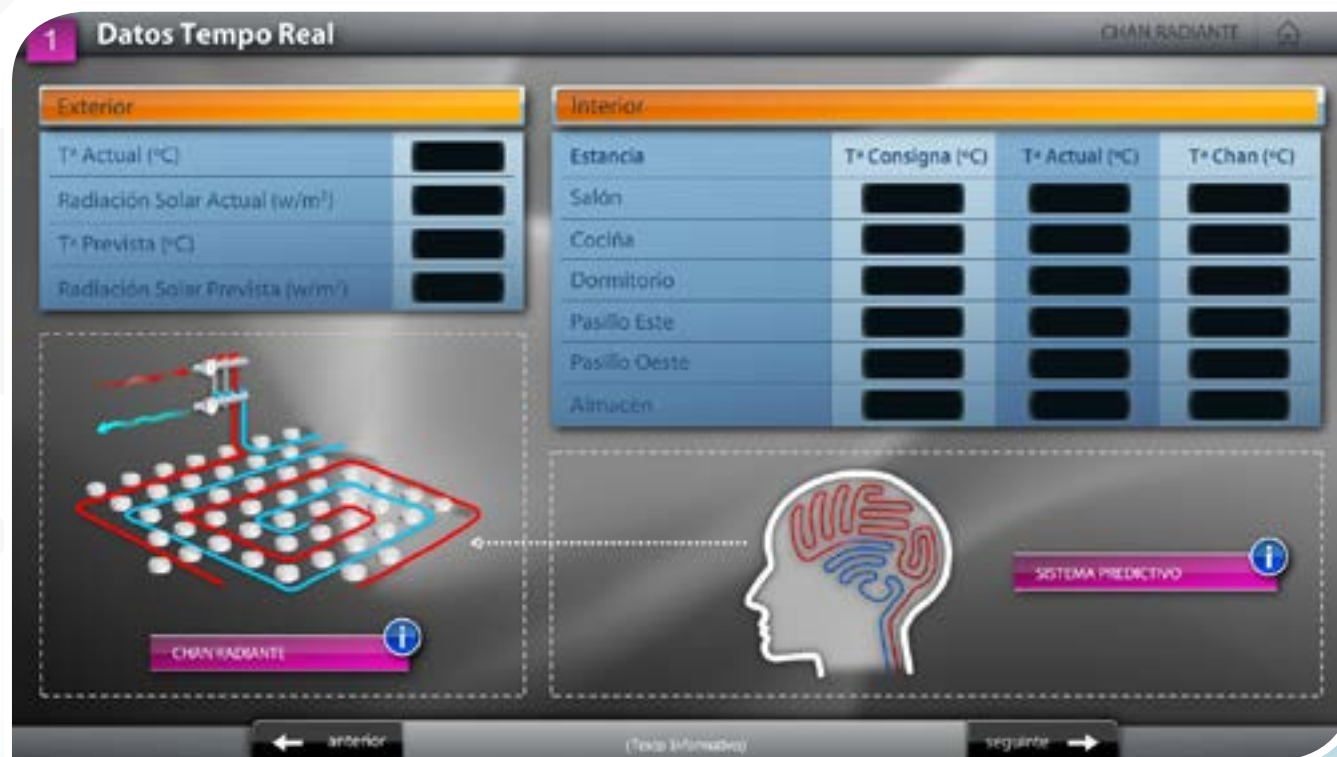 1 Datos Tempo Real
CHAN RADIANTE
Exterior
Tª Actual (ºC)
Radiación Solar Actual (w/m²)
Tª Prevista (ºC)
Radiación Solar Prevista (w/m²)
Interior
Estancia Tª Consigna (ºC) Tª Actual (ºC) Tª Chan (ºC)
Salón
Cociña
Dormitorio
Pasillo Este
Pasillo Oeste
Almacén
CHAN RADIANTE
i
SISTEMA PREDICTIVO
i
anterior
(Texto Informativo)
seguinte